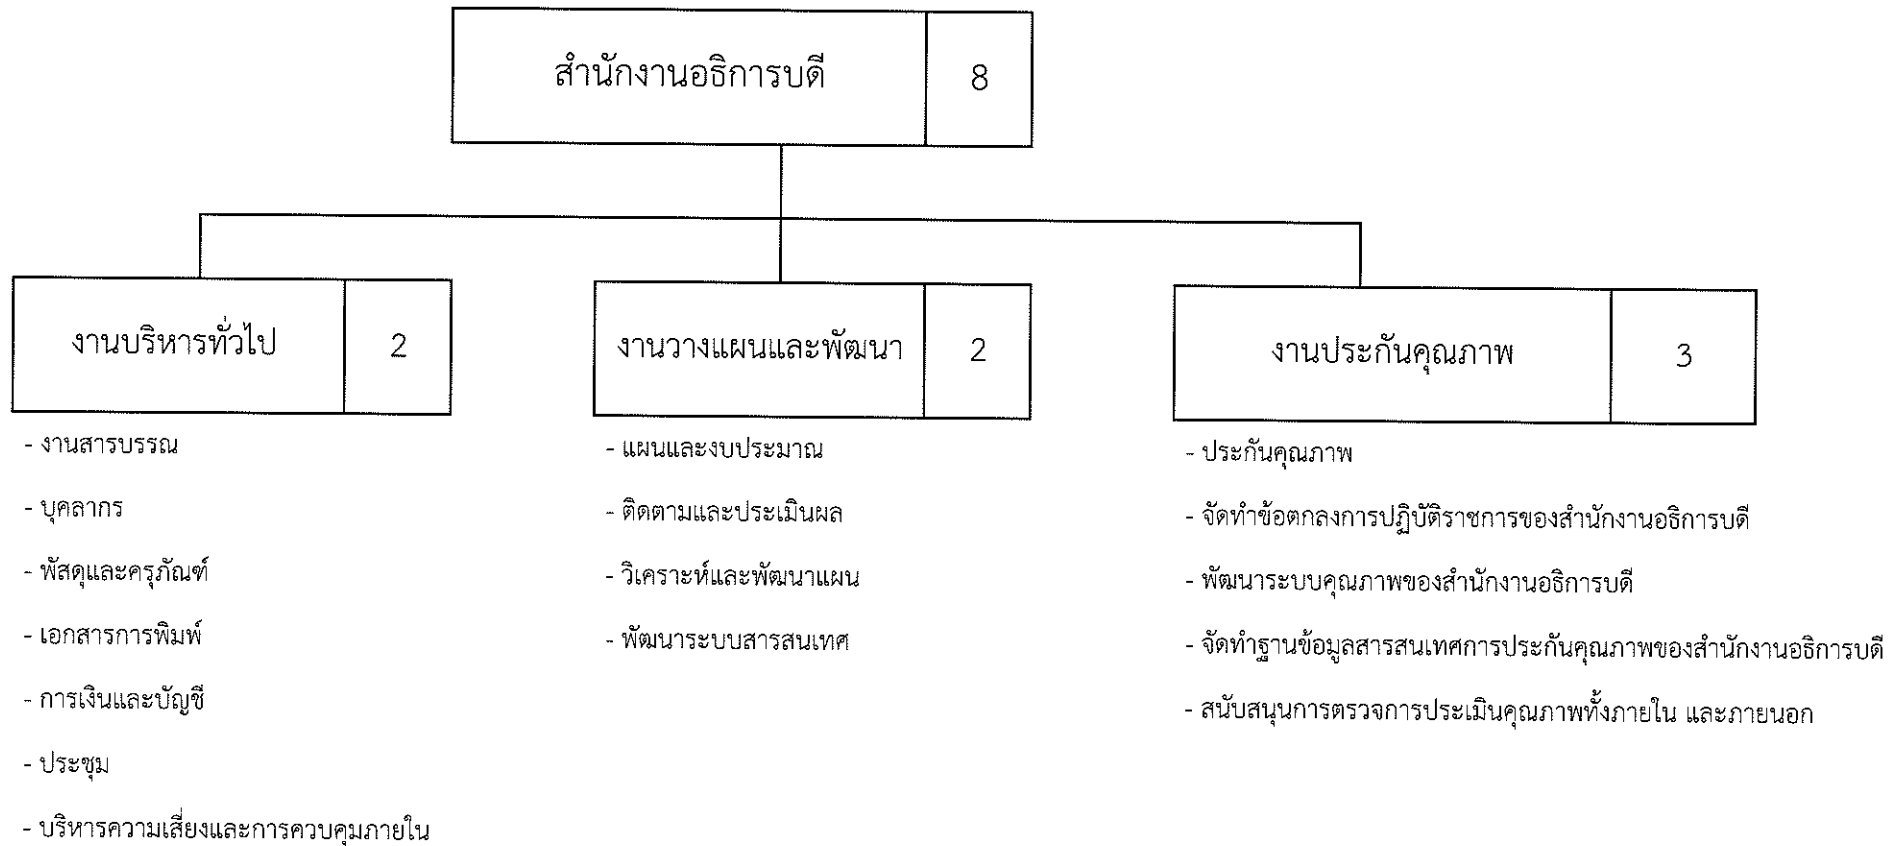 สำนักงานอธิการบดี 8
งานบริหารทั่วไป 2
- งานสารบรรณ
- บุคลากร
- พัสดุและครุภัณฑ์
- เอกสารการพิมพ์
- การเงินและบัญชี
- ประชุม
- บริหารความเสี่ยงและการควบคุมภายใน
งานวางแผนและพัฒนา 2
- แผนและงบประมาณ
- ติดตามและประเมินผล
- วิเคราะห์และพัฒนาแผน
- พัฒนาระบบสารสนเทศ
งานประกันคุณภาพ 3
- ประกันคุณภาพ
- จัดทำข้อตกลงการปฏิบัติราชการของสำนักงานอธิการบดี
- พัฒนาระบบคุณภาพของสำนักงานอธิการบดี
- จัดทำฐานข้อมูลสารสนเทศการประกันคุณภาพของสำนักงานอธิการบดี
- สนับสนุนการตรวจการประเมินคุณภาพทั้งภายใน และภายนอก